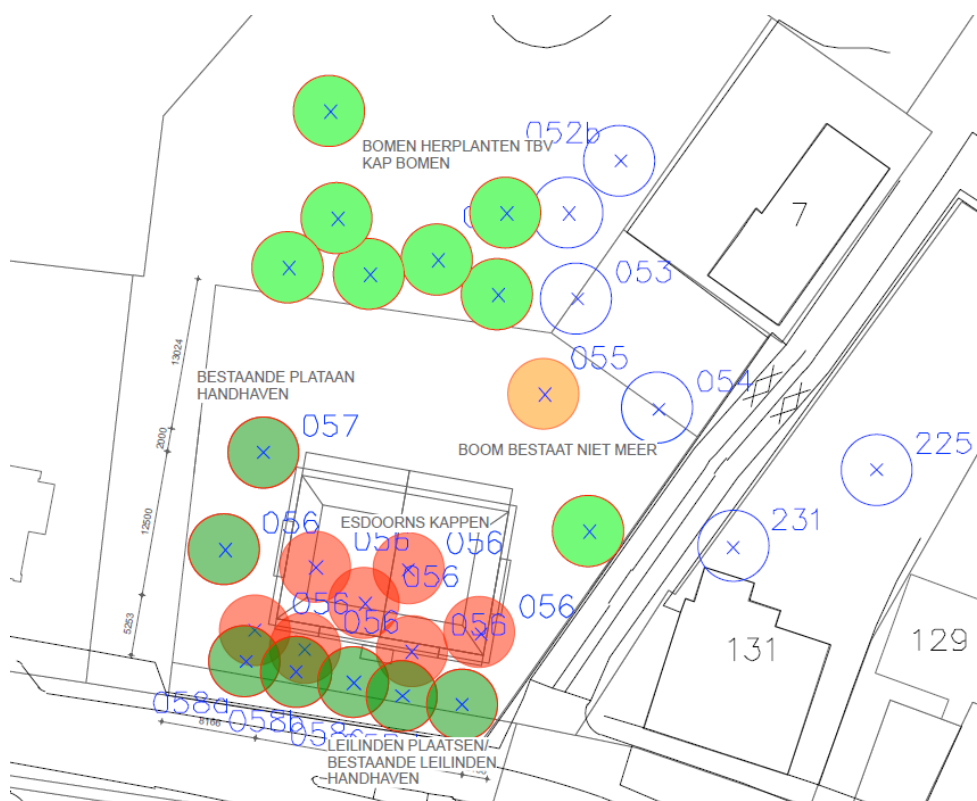 BOMEN HERPLANTEN TBV
KAP BOMEN
052b
7
053
13024
055
054
BESTAANDE PLATAAN
HANDHAVEN
2000
057
BOOM BESTAAT NIET MEER
225
12500
ESDOORNS KAPPEN
056
056
056
231
056
056
056
056
056
5253
131
129
058a
8166
058b
LEILINDEN PLAATSEN/
BESTAANDE LEILINDEN
HANDHAVEN